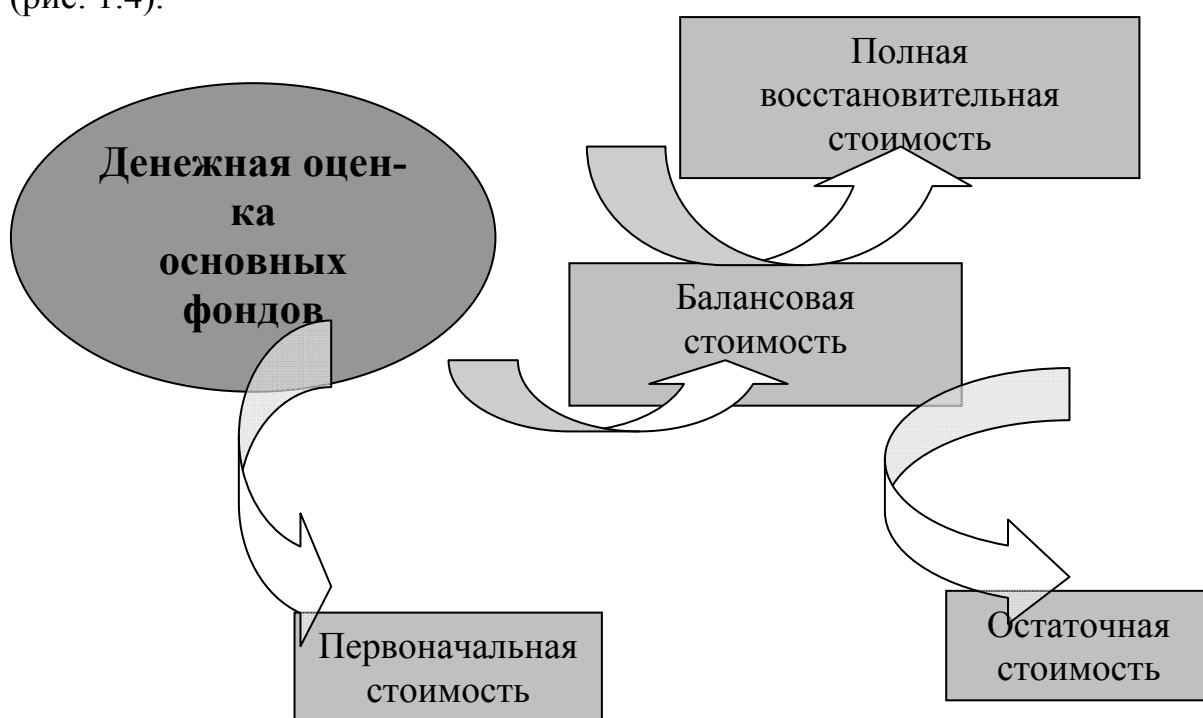 (рис. 1.4).
Полная
восстановительная
стоимость
Денежная оцен-
ка
основных
фондов
Балансовая
стоимость
Первоначальная
стоимость
Остаточная
стоимость